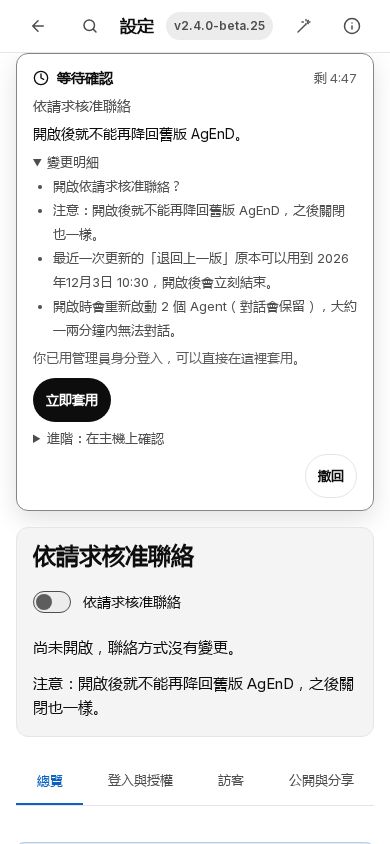 設定
v2.4.0-beta.25
等待確認
剩 4:47
依請求核准聯絡
開啟後就不能再降回舊版 AgEnD。
變更明細
開啟依請求核准聯絡？
注意：開啟後就不能再降回舊版 AgEnD，之後關閉
也一樣。
最近一次更新的「退回上一版」原本可以用到 2026
年12月3日 10:30，開啟後會立刻結束。
開啟時會重新啟動 2 個 Agent（對話會保留），大約
一兩分鐘內無法對話。
你已用管理員身分登入，可以直接在這裡套用。
立即套用
進階：在主機上確認
撤回
依請求核准聯絡
依請求核准聯絡
尚未開啟，聯絡方式沒有變更。
注意：開啟後就不能再降回舊版 AgEnD，之後關
閉也一樣。
總覽
登入與授權
訪客
公開與分享